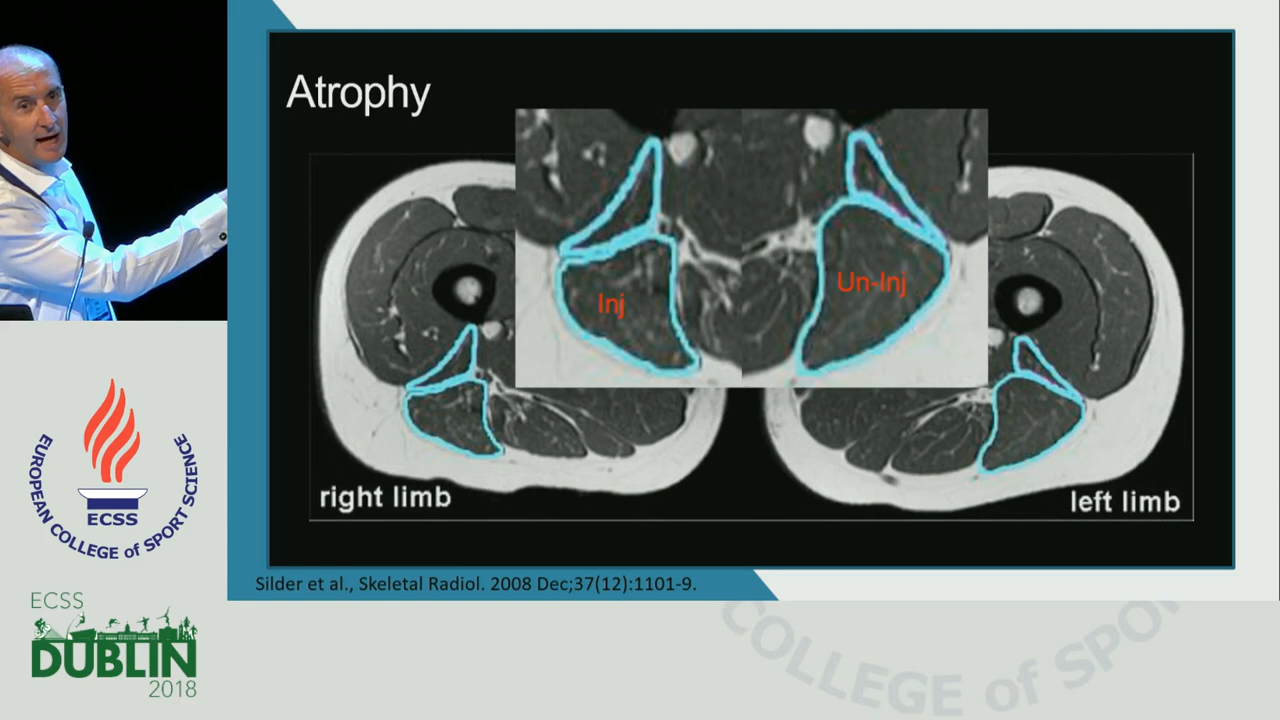 Atrophy
Inj
Un-Inj
right limb
left limb
Silder et al., Skeletal Radiol. 2008 Dec;37(12):1101-9.
EUROPEAN COLLEGE of SPORT SCIENCE
ECSS
ECSS
DUBLIN
2018
COLLEGE of SPOR